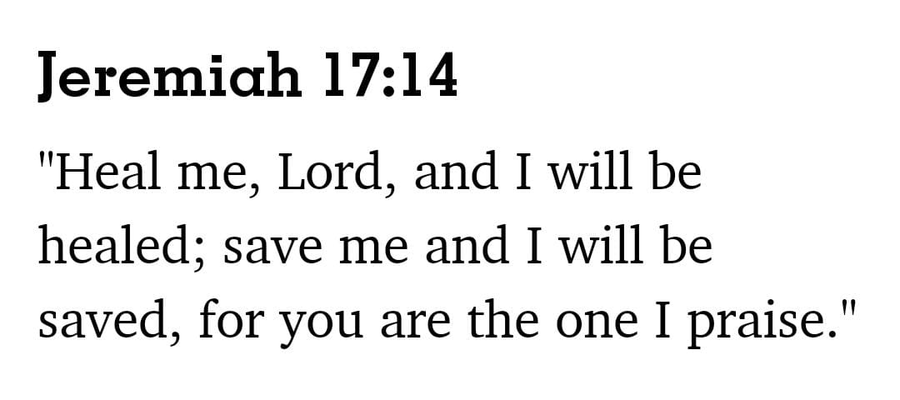 Jeremiah 17:14
"Heal me, Lord, and I will be
healed; save me and I will be
saved, for you are the one I praise."